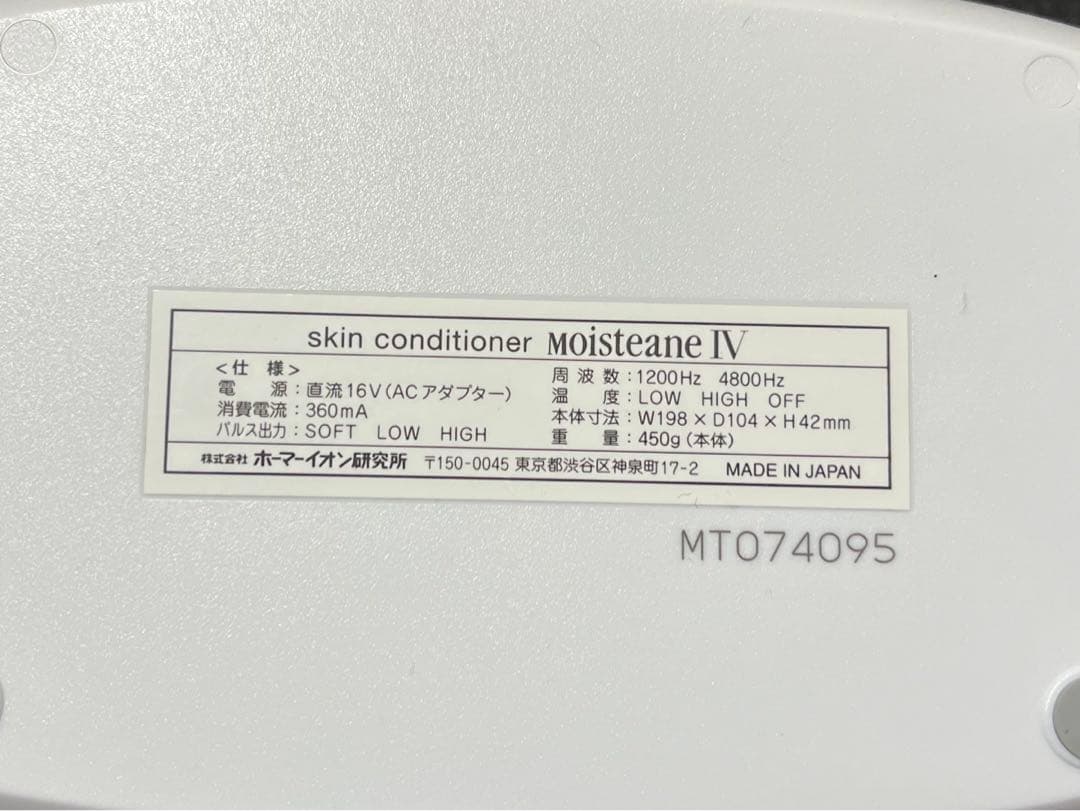 skin conditioner Moisteane IV
<仕 様>
電 源：直流16V（ACアダプター）
消費電流：360mA
パルス出力：SOFT LOW HIGH
周 波 数：1200Hz 4800Hz
温 度：LOW HIGH OFF
本体寸法：W198×D104×H42mm
重 量：450g（本体）
株式会社 ホーマーイオン研究所 〒150-0045 東京都渋谷区神泉町17-2 MADE IN JAPAN
MT074095